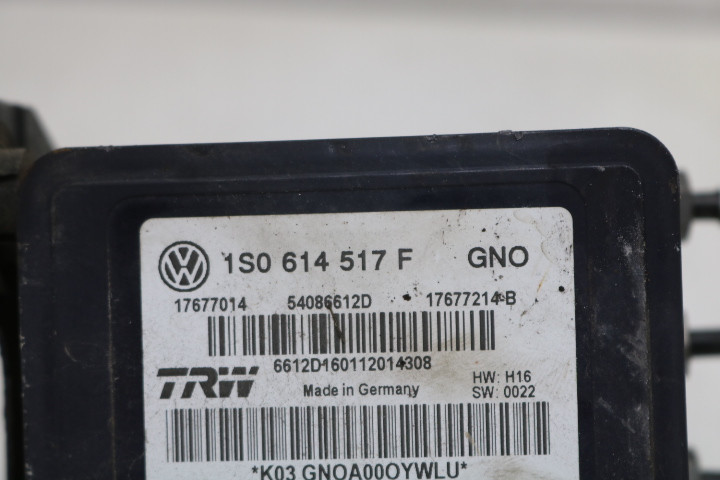 1S0 614 517 F GNO
17677014 54086612D 17677214-B
6612D160112014308
TRW Made in Germany HW: H16
SW: 0022
*K03 GNOA00OYWLU*